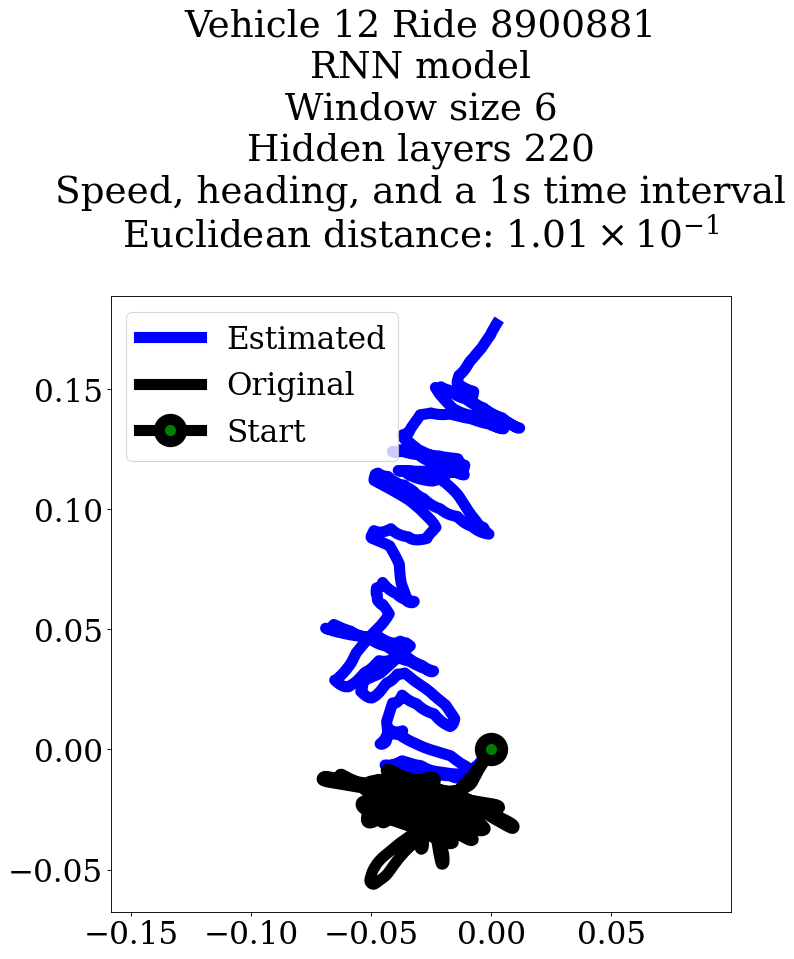 Vehicle 12 Ride 8900881
RNN model
Window size 6
Hidden layers 220
Speed, heading, and a 1s time interval
Euclidean distance: 1.01 × 10⁻¹
Estimated
Original
Start
0.15
0.10
0.05
0.00
−0.05
−0.15 −0.10 −0.05 0.00 0.05